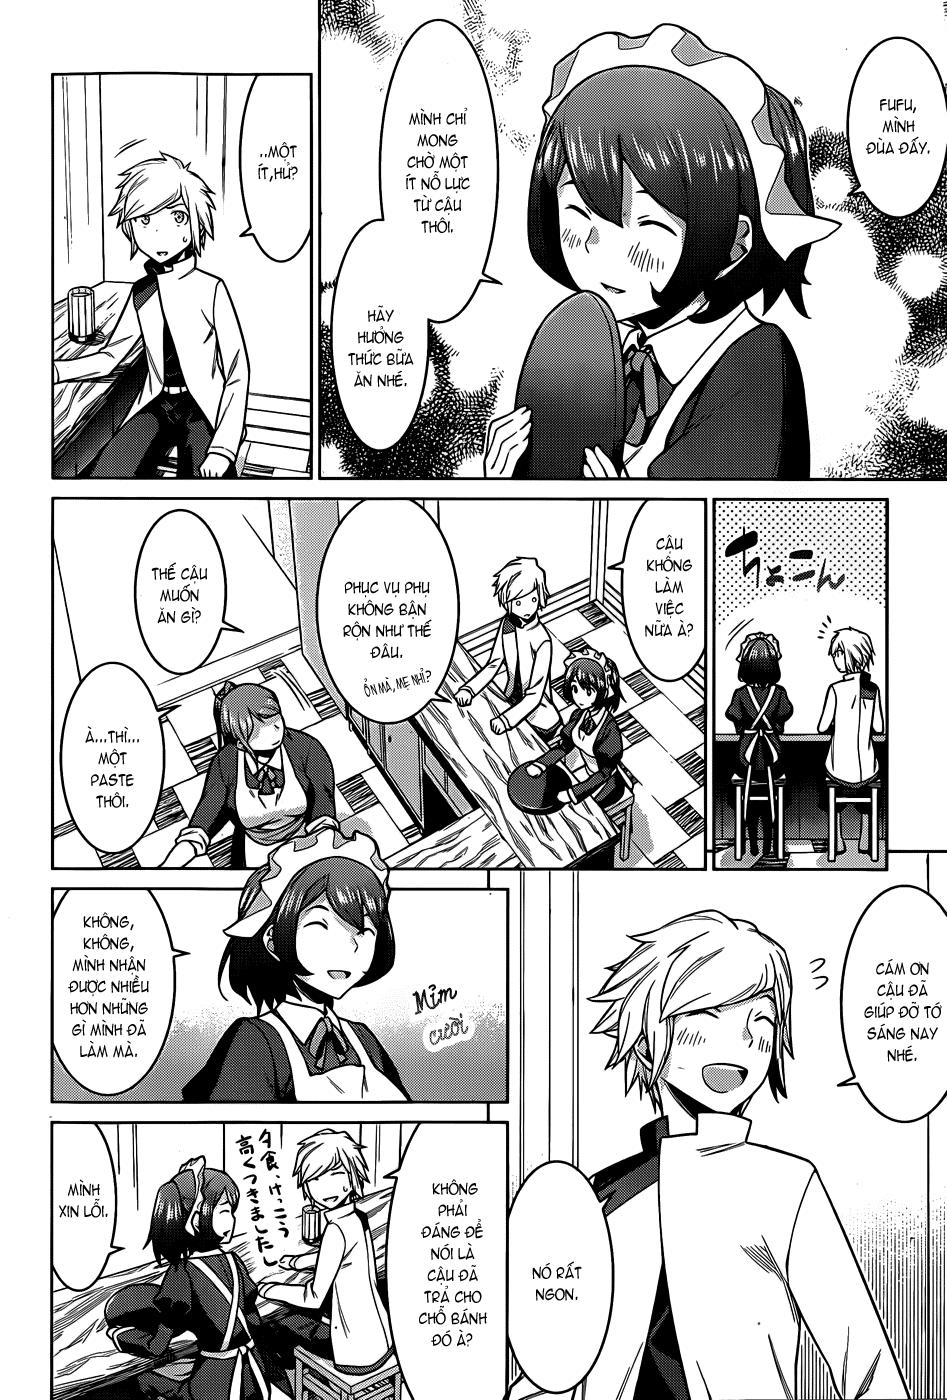 FUFU,
MÌNH
ĐÙA ĐẤY.
MÌNH CHỈ
MONG
CHỜ MỘT
ÍT NỖ LỰC
TỪ CẬU
THÔI.
HÃY
HƯỞNG
THỨC BỮA
ĂN NHÉ.
..MỘT
ÍT,HỬ?
ちょこん
CẬU
KHÔNG
LÀM
VIỆC
NỮA À?
PHỤC VỤ PHỤ
KHÔNG BẬN
RỘN NHƯ THẾ
ĐÂU.
ỔN MÀ, MẸ NHỈ?
THẾ CẬU
MUỐN
ĂN GÌ?
À...THÌ...
MỘT
PASTE
THÔI.
CÁM ƠN
CẬU ĐÃ
GIÚP ĐỠ TỚ
SÁNG NAY
NHÉ.
NÓ RẤT
NGON.
KHÔNG,
KHÔNG,
MÌNH NHẬN
ĐƯỢC NHIỀU
HƠN NHỮNG
GÌ MÌNH ĐÃ
LÀM MÀ.
Mỉm
cười
KHÔNG
PHẢI
ĐÁNG ĐỂ
NÓI LÀ
CẬU ĐÃ
TRẢ CHO
CHỖ BÁNH
ĐÓ À?
夕食、けっこう
高くつきました
MÌNH
XIN LỖI.